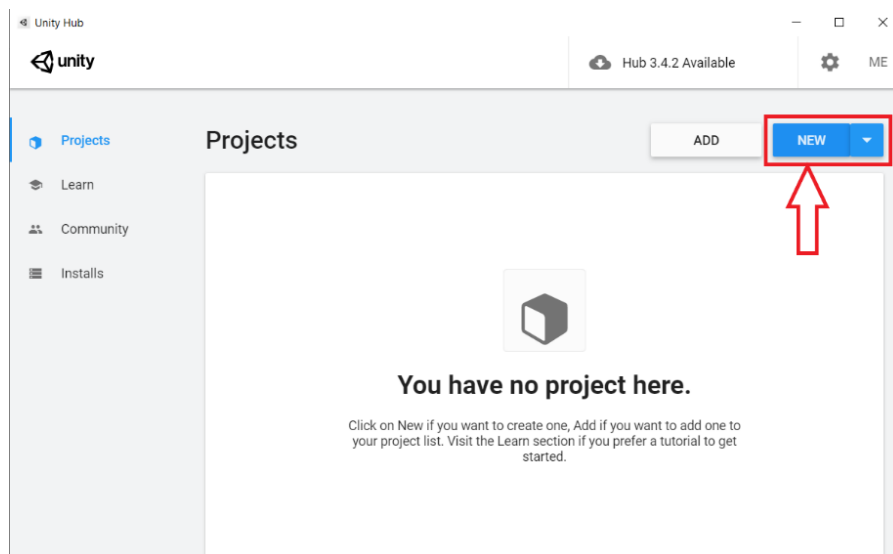 Unity Hub
unity
Hub 3.4.2 Available
ME
Projects
Learn
Community
Installs
Projects
ADD
NEW
You have no project here.
Click on New if you want to create one, Add if you want to add one to
your project list. Visit the Learn section if you prefer a tutorial to get
started.